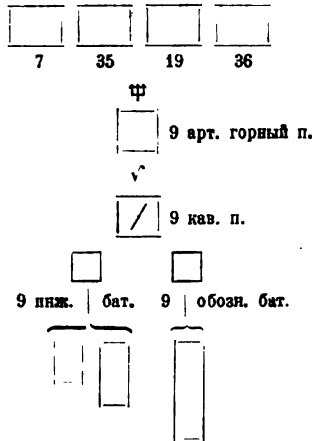 7 35 19 36
9 арт. горный п.
9 кав. п.
9 инж. бат. 9 обозн. бат.